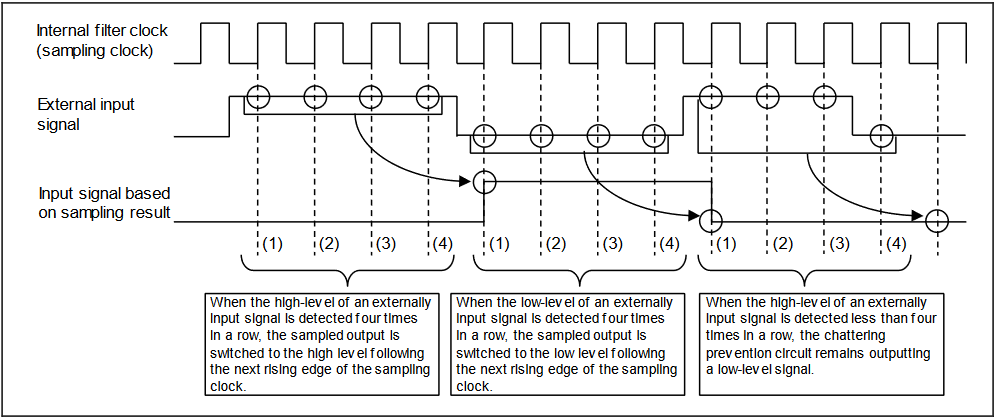 Internal filter clock
(sampling clock)
External input
signal
Input signal based
on sampling result
(1) (2) (3) (4) (1) (2) (3) (4) (1) (2) (3) (4)
When the high-level of an externally
input signal is detected four times
in a row, the sampled output is
switched to the high level following
the next rising edge of the sampling
clock.
When the low-level of an externally
input signal is detected four times
in a row, the sampled output is
switched to the low level following
the next rising edge of the sampling
clock.
When the high-level of an externally
input signal is detected less than four
times in a row, the chattering
prevention circuit remains outputting
a low-level signal.